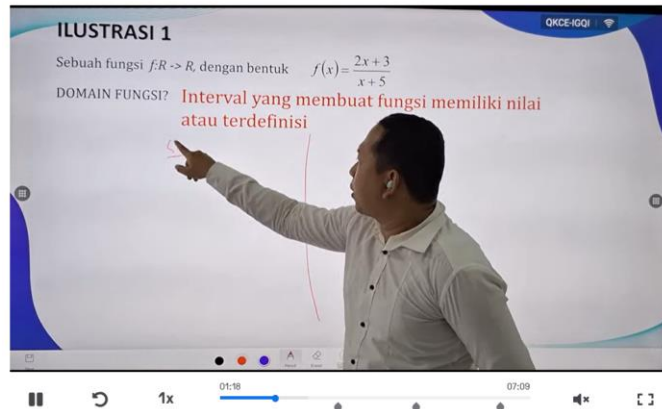 QKCE-IGQI
ILUSTRASI 1
Sebuah fungsi f:R -> R, dengan bentuk f(x) = \frac{2x+3}{x+5}
DOMAIN FUNGSI? Interval yang membuat fungsi memiliki nilai
atau terdefinisi
1x
01:18
07:09